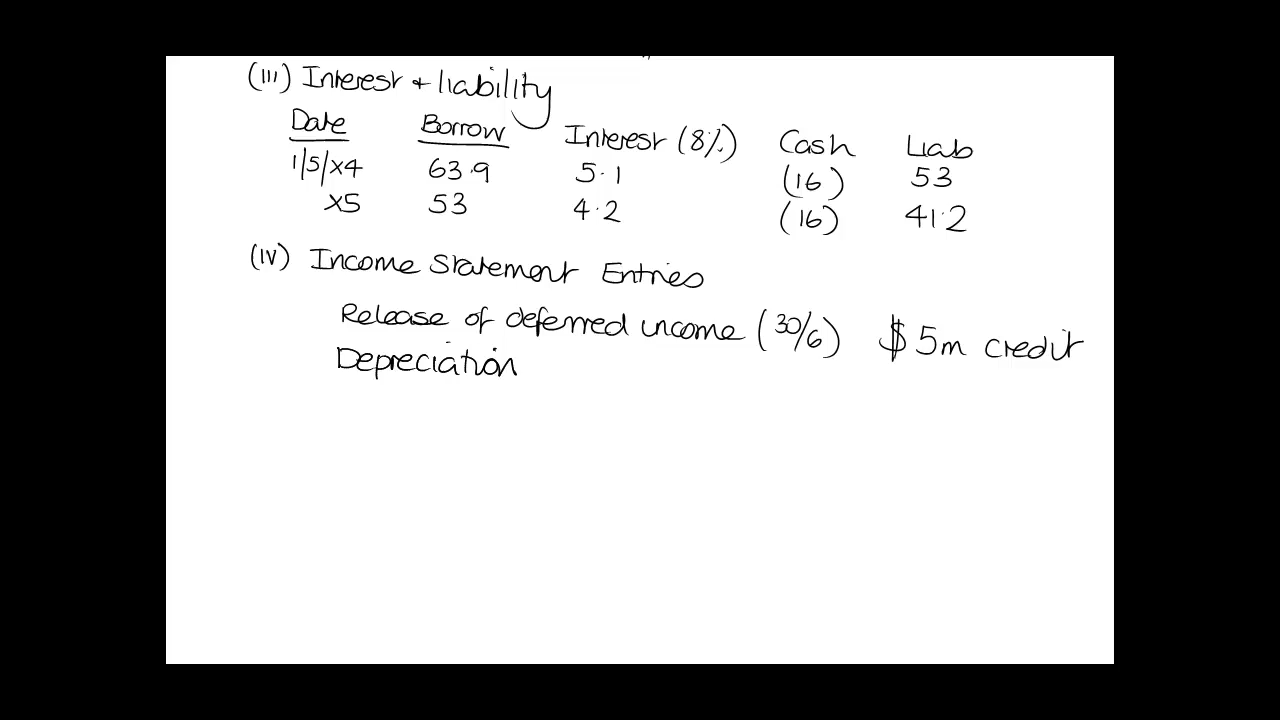 (iii) Interest + liability
Date Borrow Interest (8%) Cash Liab
1/5/x4 63.9 5.1 (16) 53
x5 53 4.2 (16) 41.2
(iv) Income Statement Entries
Release of deferred income (30/6) $5m credit
Depreciation